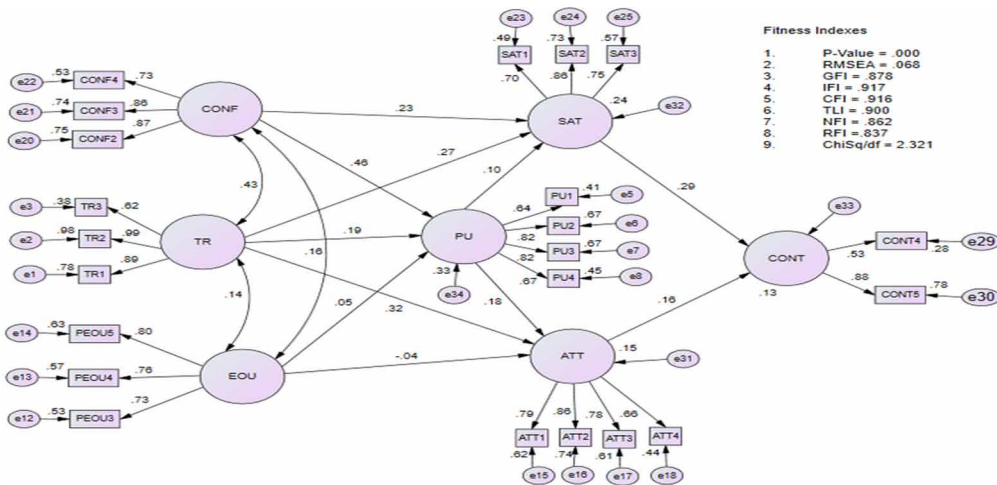 e23
e24
e25
.49
.73
.57
SAT1
SAT2
SAT3
.70
.86
.75
Fitness Indexes
1. P-Value = .000
2. RMSEA = .068
3. GFI = .878
4. IFI = .917
5. CFI = .916
6. TLI = .900
7. NFI = .862
8. RFI =.837
9. ChiSq/df = 2.321
e22
.53
CONF4
.73
e21
.74
CONF3
.86
e20
.75
CONF2
.87
CONF
.23
.24
SAT
e32
.27
.46
.10
.29
.43
e3
.38
TR3
.62
e2
.98
TR2
.99
e1
.78
TR1
.89
TR
.19
.16
PU
.33
e34
.41
PU1
e5
.64
PU2
.67
e6
.82
PU3
.67
e7
.82
PU4
.45
e8
.67
e33
CONT
.13
CONT4
e29
.53
.28
.88
CONT5
.78
e30
.14
.05
.32
.18
.16
e14
.63
PEOU5
.80
e13
.57
PEOU4
.76
e12
.53
PEOU3
.73
EOU
-.04
ATT
.15
e31
.79
.86
.78
.66
ATT1
ATT2
ATT3
ATT4
.62
.74
.61
.44
e15
e16
e17
e18